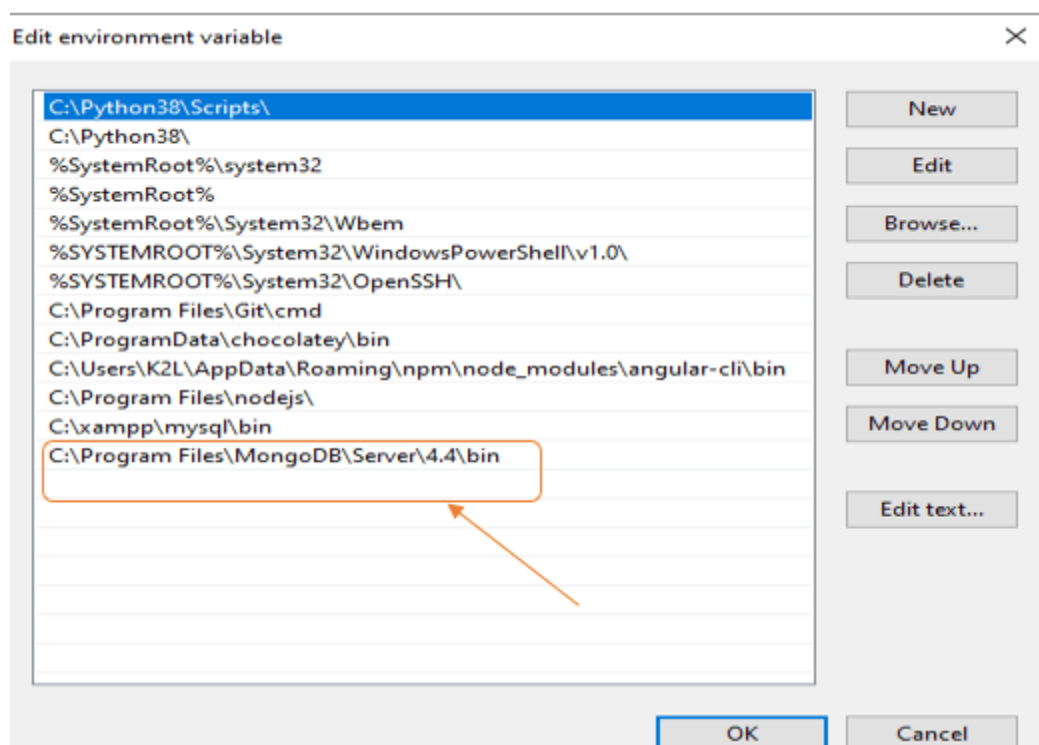 Edit environment variable
C:\Python38\Scripts\
New
C:\Python38\
%SystemRoot%\system32
Edit
%SystemRoot%
%SystemRoot%\System32\Wbem
Browse...
%SYSTEMROOT%\System32\WindowsPowerShell\v1.0\
%SYSTEMROOT%\System32\OpenSSH\
Delete
C:\Program Files\Git\cmd
C:\ProgramData\chocolatey\bin
C:\Users\K2L\AppData\Roaming\npm\node_modules\angular-cli\bin
Move Up
C:\Program Files\nodejs\
C:\xampp\mysql\bin
Move Down
C:\Program Files\MongoDB\Server\4.4\bin
Edit text...
OK
Cancel